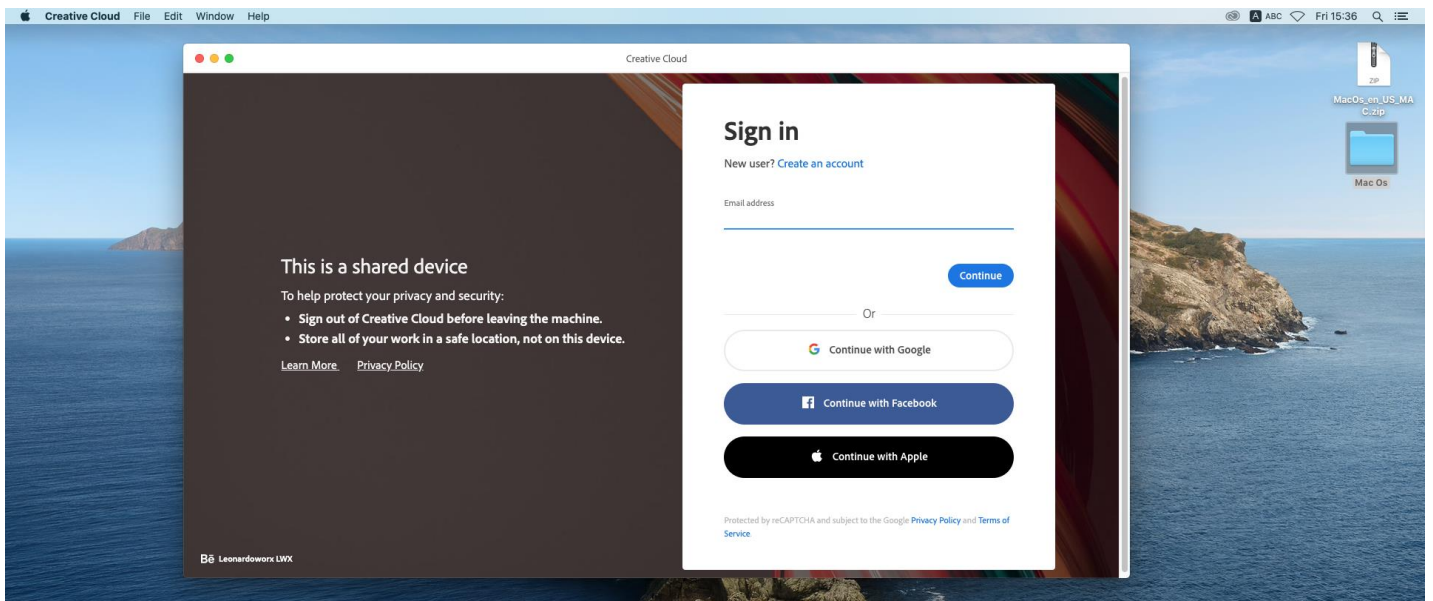 Creative Cloud File Edit Window Help
A ABC Fri 15:36
Creative Cloud
ZIP
MacOs_en_US_MA
C.zip
Mac Os
This is a shared device
To help protect your privacy and security:
• Sign out of Creative Cloud before leaving the machine.
• Store all of your work in a safe location, not on this device.
Learn More Privacy Policy
Bē Leonardoworx LWX
Sign in
New user? Create an account
Email address
Continue
Or
G Continue with Google
f Continue with Facebook
Continue with Apple
Protected by reCAPTCHA and subject to the Google Privacy Policy and Terms of
Service